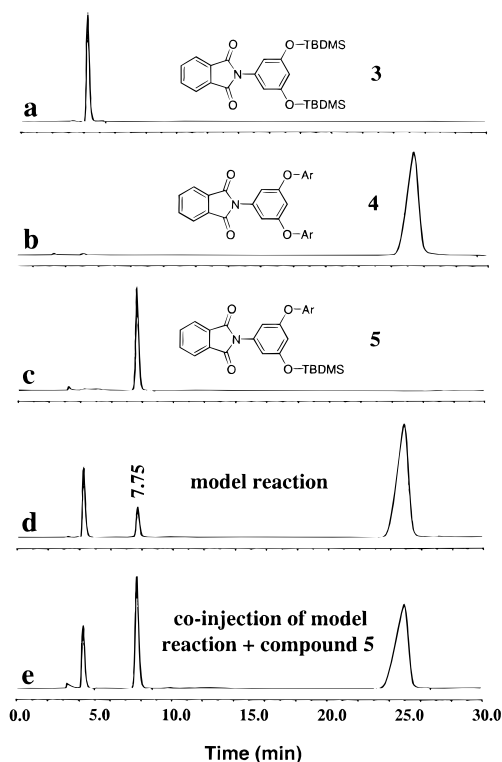 O
N
O
O—TBDMS
O—TBDMS
3
a
O
N
O
O—Ar
O—Ar
4
b
O
N
O
O—Ar
O—TBDMS
5
c
7.75
model reaction
d
co-injection of model
reaction + compound 5
e
0.0 5.0 10.0 15.0 20.0 25.0 30.0
Time (min)